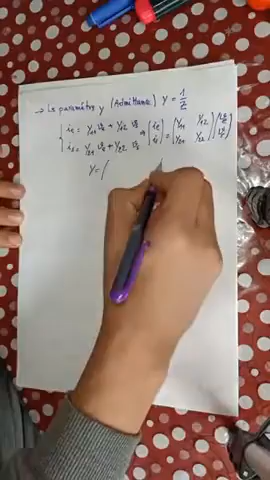 → Le paramètre y (Admittance) Y = 1/Z
{ i₁ = Y₁₁ v₁ + Y₁₂ v₂ ⇒ (i₁ i₂) = (Y₁₁ Y₁₂ Y₂₁ Y₂₂)(v₁ v₂)
i₂ = Y₂₁ v₁ + Y₂₂ v₂
Y = (